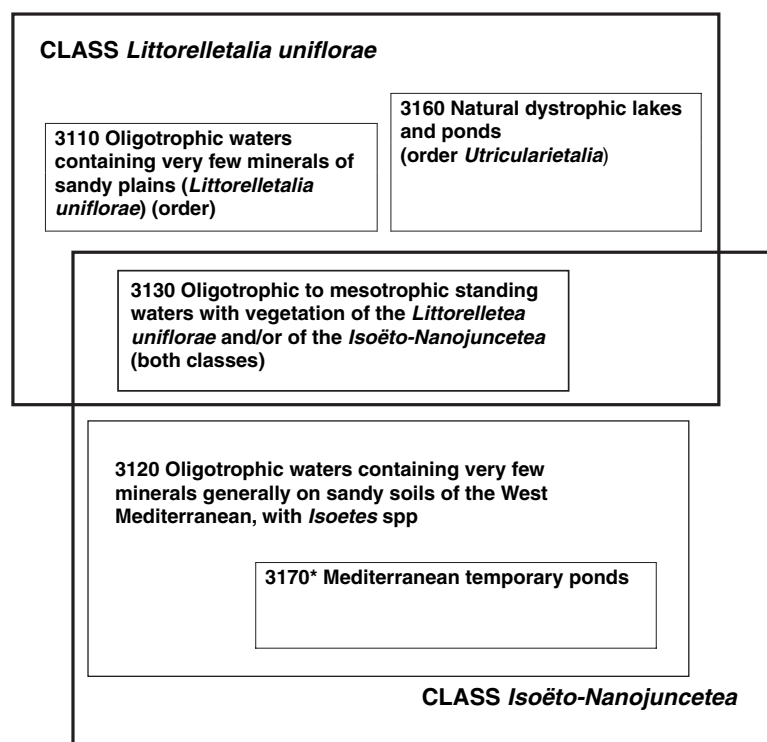 CLASS Littorelletalia uniflorae
3110 Oligotrophic waters
containing very few minerals of
sandy plains (Littorelletalia
uniflorae) (order)
3160 Natural dystrophic lakes
and ponds
(order Utricularietalia)
3130 Oligotrophic to mesotrophic standing
waters with vegetation of the Littorelletea
uniflorae and/or of the Isoëto-Nanojuncetea
(both classes)
3120 Oligotrophic waters containing very few
minerals generally on sandy soils of the West
Mediterranean, with Isoetes spp
3170* Mediterranean temporary ponds
CLASS Isoëto-Nanojuncetea